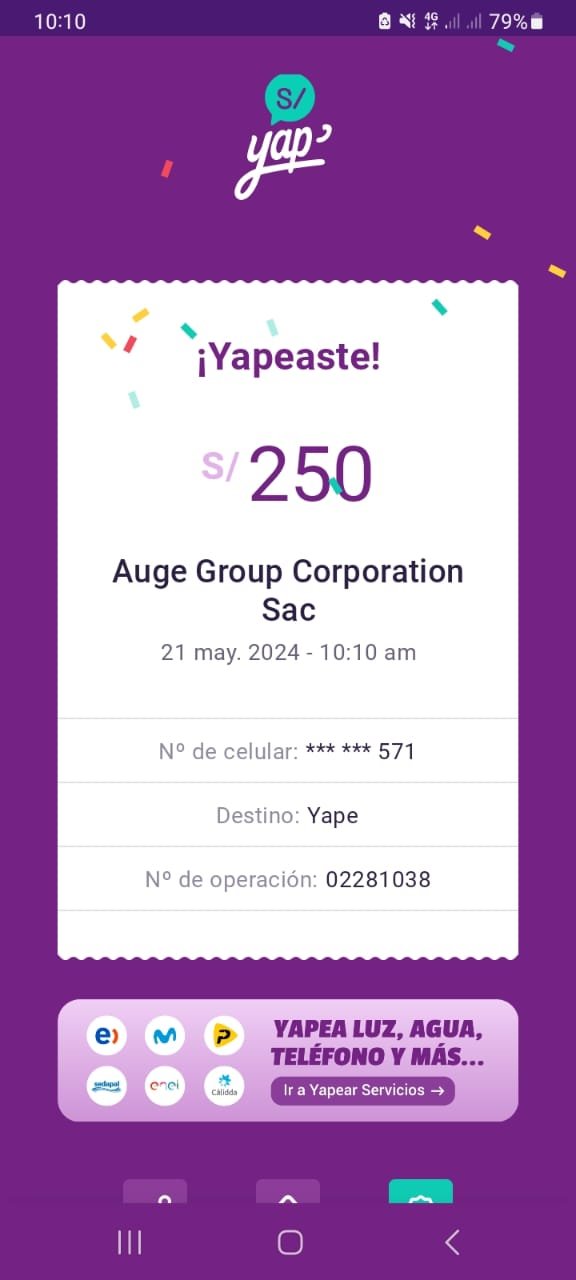 10:10
4G
79%
S/
yape
¡Yapeaste!
S/ 250
Auge Group Corporation
Sac
21 may. 2024 - 10:10 am
Nº de celular: *** *** 571
Destino: Yape
Nº de operación: 02281038
YAPEA LUZ, AGUA,
TELÉFONO Y MÁS...
Ir a Yapear Servicios →
e)
P
sedapal
enel
Cálidda